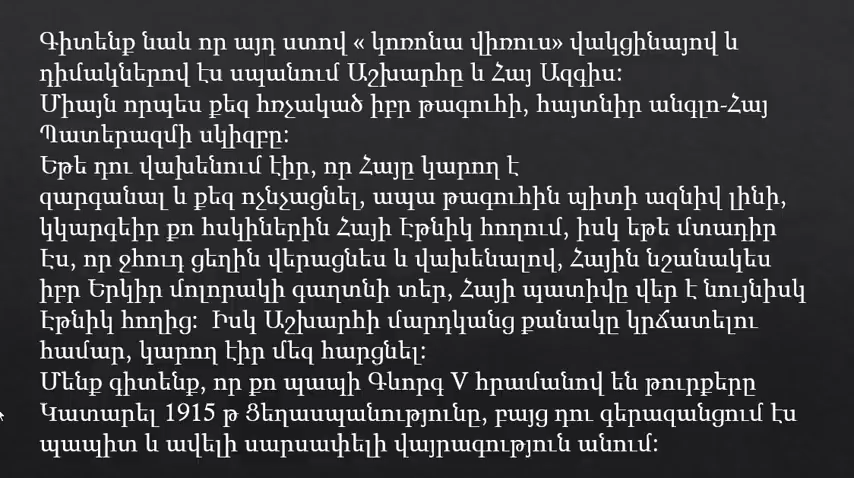 Գիտենք նաև որ այդ ստով « կոռոնա վիռուս» վակցինայով և
դիմակներով էս սպանում Աշխարհը և Հայ Ազգիս:
Միայն որպես քեզ հռչակած իբր թագուհի, հայտնիր անգլո-Հայ
Պատերազմի սկիզբը:
Եթե դու վախենում էիր, որ Հայը կարող է
զարգանալ և քեզ ոչնչացնել, ապա թագուհին պիտի ազնիվ լինի,
կկարգեիր քո հսկիներին Հայի Էթնիկ հողում, իսկ եթե մտադիր
Էս, որ ջհուդ ցեղին վերացնես և վախենալով, Հային նշանակես
իբր Երկիր մոլորակի գաղտնի տեր, Հայի պատիվը վեր է նույնիսկ
Էթնիկ հողից: Իսկ Աշխարհի մարդկանց քանակը կրճատելու
համար, կարող էիր մեզ հարցնել:
Մենք գիտենք, որ քո պապի Գևորգ V հրամանով են թուրքերը
Կատարել 1915 թ Ցեղասպանությունը, բայց դու գերազանցում էս
պապիտ և ավելի սարսափելի վայրագություն անում: